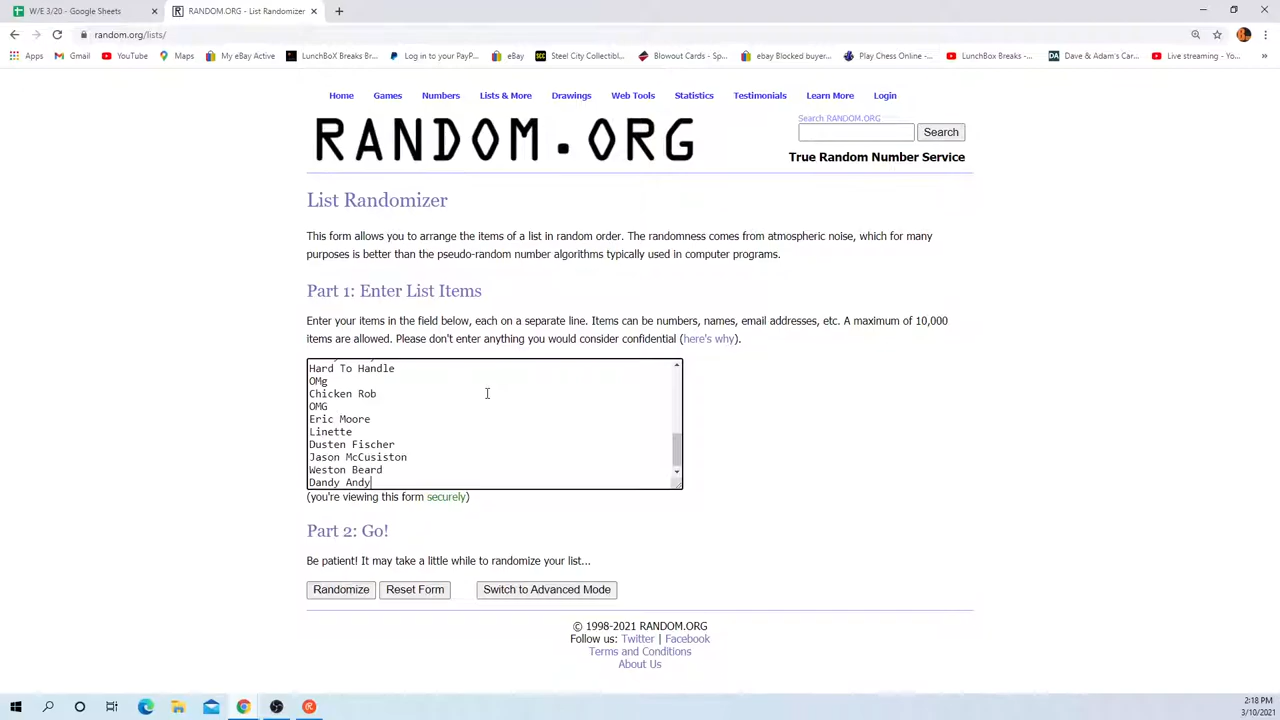 W/E 3/20 - Google Sheets
RANDOM.ORG - List Randomizer
random.org/lists/
Apps
Gmail
YouTube
Maps
My eBay Active
LunchBox Breaks Br...
Log in to your PayP...
eBay
Steel City Collectibl...
Blowout Cards - Sp...
ebay Blocked buyer...
Play Chess Online -...
LunchBox Breaks -...
Dave & Adam's Car...
Live streaming - Yo...
Home
Games
Numbers
Lists & More
Drawings
Web Tools
Statistics
Testimonials
Learn More
Login
RANDOM.ORG
Search RANDOM.ORG
Search
True Random Number Service
List Randomizer
This form allows you to arrange the items of a list in random order. The randomness comes from atmospheric noise, which for many
purposes is better than the pseudo-random number algorithms typically used in computer programs.
Part 1: Enter List Items
Enter your items in the field below, each on a separate line. Items can be numbers, names, email addresses, etc. A maximum of 10,000
items are allowed. Please don't enter anything you would consider confidential (here's why).
Hard To Handle
OMg
Chicken Rob
OMG
Eric Moore
Linette
Dusten Fischer
Jason McCusiston
Weston Beard
Dandy Andy
(you're viewing this form securely)
Part 2: Go!
Be patient! It may take a little while to randomize your list...
Randomize
Reset Form
Switch to Advanced Mode
© 1998-2021 RANDOM.ORG
Follow us: Twitter | Facebook
Terms and Conditions
About Us
2:18 PM
3/10/2021